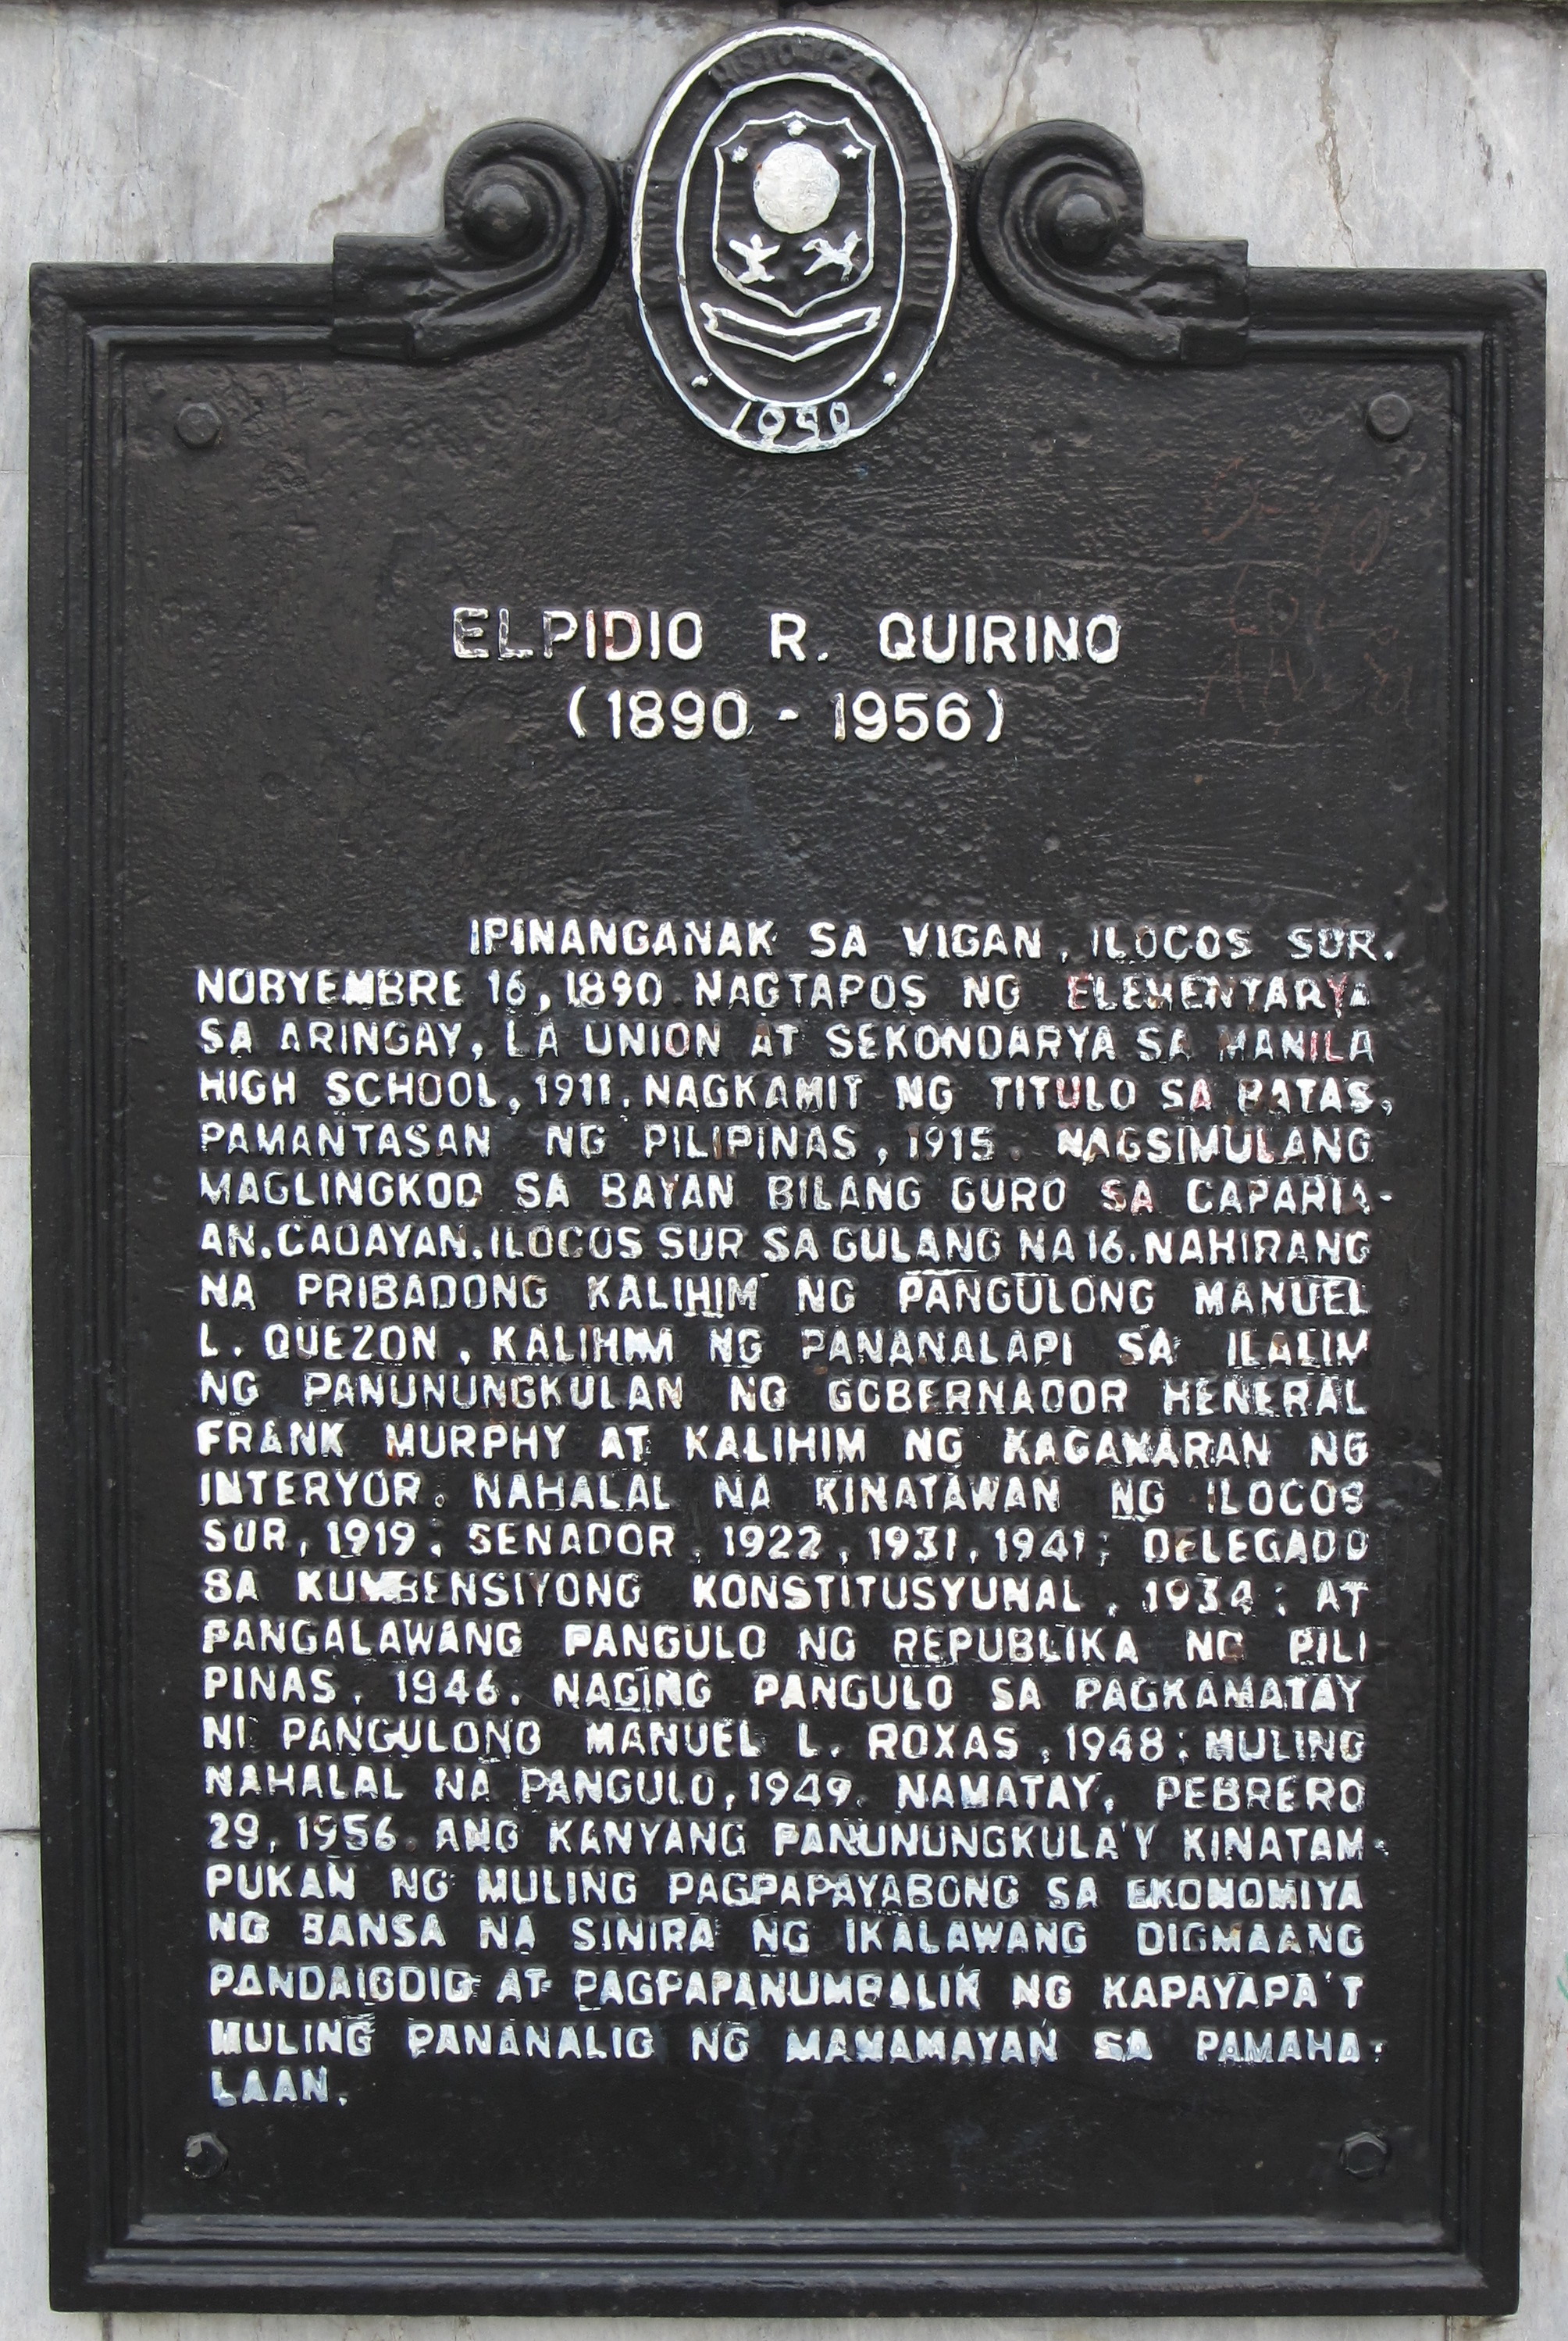 1990
ELPIDIO R. QUIRINO
(1890 - 1956)
IPINANGANAK SA VIGAN, ILOCOS SUR.
NOBYEMBRE 16, 1890. NAGTAPOS NG ELEMENTARYA
SA ARINGAY, LA UNION AT SEKONDARYA SA MANILA
HIGH SCHOOL, 1911. NAGKAMIT NG TITULO SA BATAS,
PAMANTASAN NG PILIPINAS, 1915. NAGSIMULANG
MAGLINGKOD SA BAYAN BILANG GURO SA CAPARIA-
AN, CAOAYAN, ILOCOS SUR SA GULANG NA 16. NAHIRANG
NA PRIBADONG KALIHIM NG PANGULONG MANUEL
L. QUEZON, KALIHIM NG PANANALAPI SA ILALIM
NG PANUNUNGKULAN NG GOBERNADOR HENERAL
FRANK MURPHY AT KALIHIM NG KAGAWARAN NG
INTERYOR. NAHALAL NA KINATAWAN NG ILOCOS
SUR, 1919; SENADOR, 1922, 1931, 1941; DELEGADO
SA KUMBENSIYONG KONSTITUSYUNAL, 1934; AT
PANGALAWANG PANGULO NG REPUBLIKA NG PILI
PINAS, 1946. NAGING PANGULO SA PAGKAMATAY
NI PANGULONG MANUEL L. ROXAS, 1948; MULING
NAHALAL NA PANGULO, 1949. NAMATAY, PEBRERO
29, 1956. ANG KANYANG PANUNUNGKULA'Y KINATAM-
PUKAN NG MULING PAGPAPAYABONG SA EKONOMIYA
NG BANSA NA SINIRA NG IKALAWANG DIGMAANG
PANDAIGDIG AT PAGPAPANUMBALIK NG KAPAYAPA'T
MULING PANANALIG NG MAMAMAYAN SA PAMAHA-
LAAN.